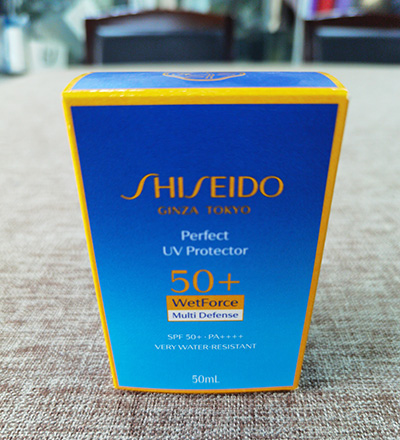 SHISEIDO
GINZA TOKYO
Perfect
UV Protector
50+
WetForce
Multi Defense
SPF 50+ · PA++++
VERY WATER-RESISTANT
50mL